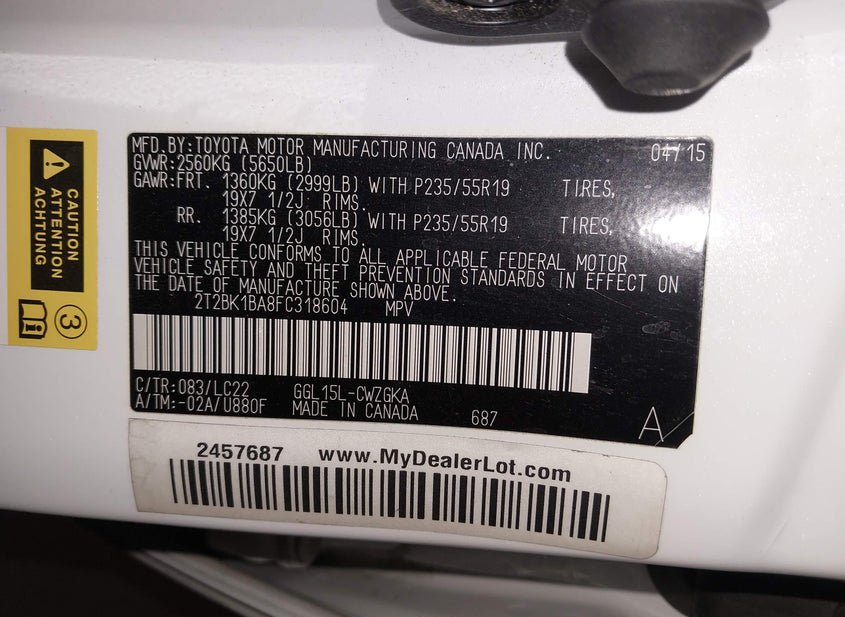 MFD.BY:TOYOTA MOTOR MANUFACTURING CANADA INC. 04/15
GVWR:2560KG (5650LB)
GAWR:FRT. 1360KG (2999LB) WITH P235/55R19 TIRES,
19X7 1/2J RIMS.
RR. 1385KG (3056LB) WITH P235/55R19 TIRES,
19X7 1/2J RIMS.
THIS VEHICLE CONFORMS TO ALL APPLICABLE FEDERAL MOTOR
VEHICLE SAFETY AND THEFT PREVENTION STANDARDS IN EFFECT ON
THE DATE OF MANUFACTURE SHOWN ABOVE.
2T2BK1BA8FC318604 MPV
C/TR:083/LC22 GGL15L-CWZGKA
A/TM:-02A/U880F MADE IN CANADA 687 A
CAUTION
ATTENTION
ACHTUNG
3
2457687 www.MyDealerLot.com